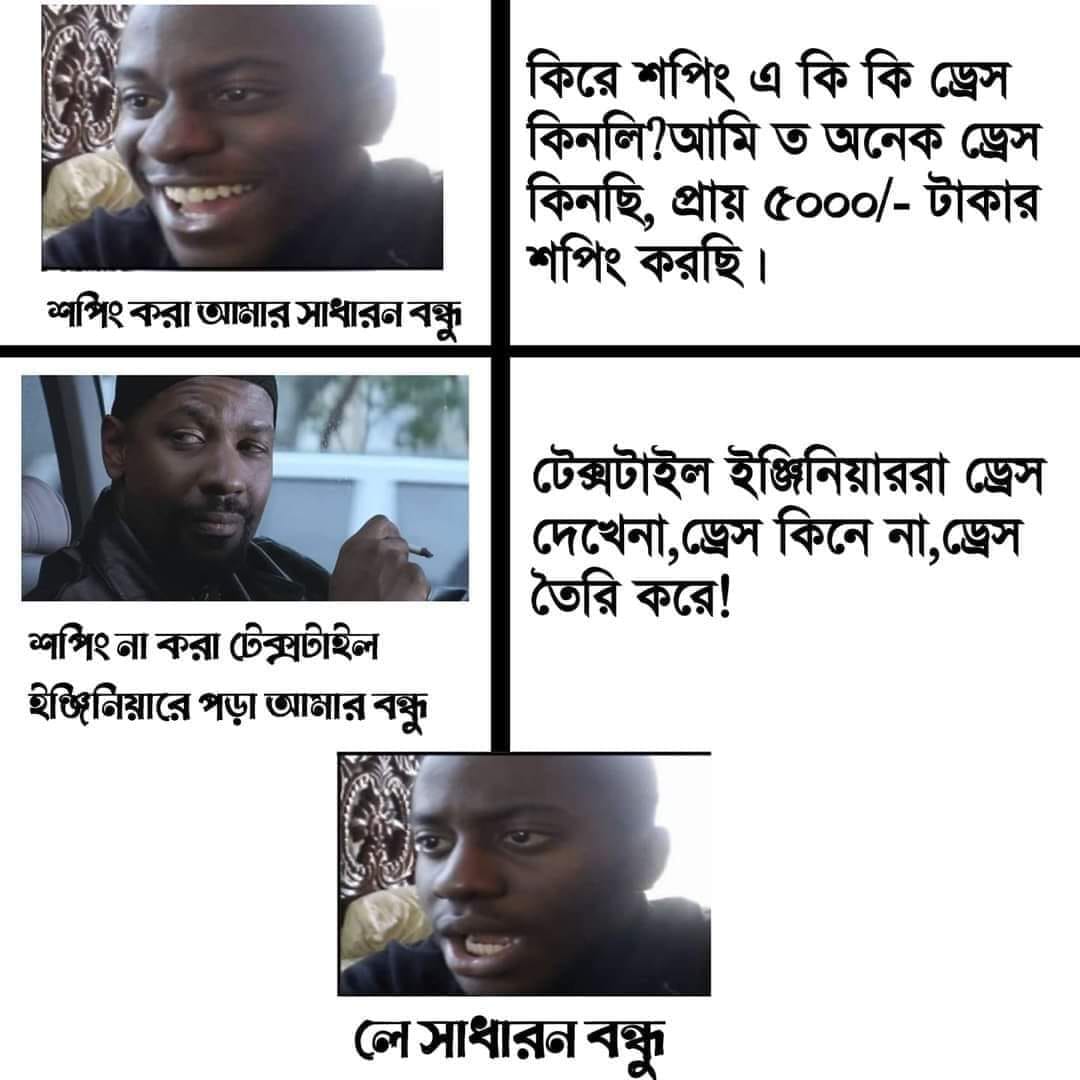 কিরে শপিং এ কি কি ড্রেস
কিনলি?আমি ত অনেক ড্রেস
কিনছি, প্রায় ৫০০০/- টাকার
শপিং করছি।
শপিং করা আমার সাধারন বন্ধু
টেক্সটাইল ইঞ্জিনিয়াররা ড্রেস
দেখেনা,ড্রেস কিনে না,ড্রেস
তৈরি করে!
শপিং না করা টেক্সটাইল
ইঞ্জিনিয়ারে পড়া আমার বন্ধু
লে সাধারন বন্ধু